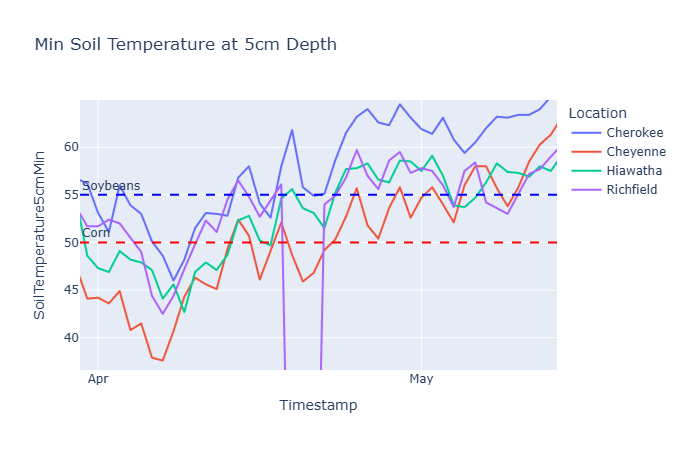 Min Soil Temperature at 5cm Depth
Location
Cherokee
Cheyenne
Hiawatha
Richfield
SoilTemperature5cmMin
60
55
50
45
40
Soybeans
Corn
Apr
May
Timestamp